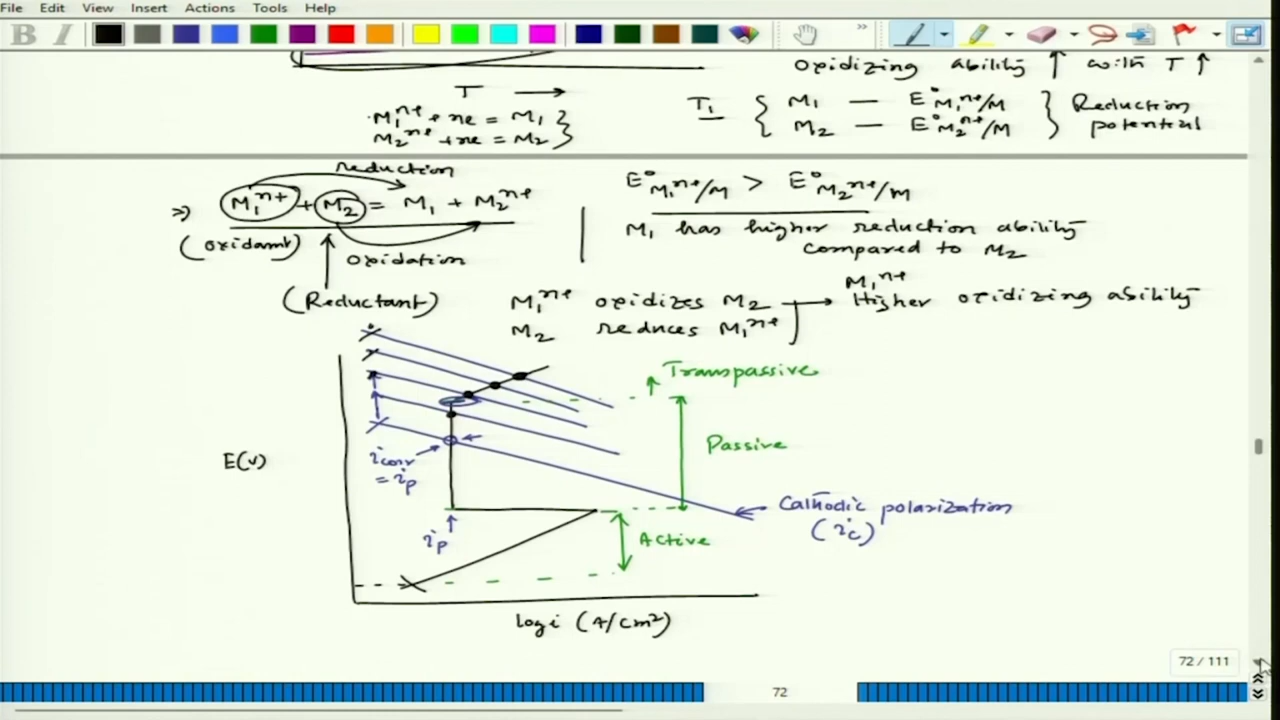 File Edit View Insert Actions Tools Help
B I
oxidizing ability ↑ with T ↑
T →
M₁ⁿ⁺ + ne = M₁
M₂ⁿ⁺ + ne = M₂
T₁ { M₁ — E°M₁ⁿ⁺/M } Reduction
M₂ — E°M₂ⁿ⁺/M potential
reduction
⇒ M₁ⁿ⁺ + M₂ = M₁ + M₂ⁿ⁺
(oxidant)
oxidation
(Reductant)
E°M₁ⁿ⁺/M > E°M₂ⁿ⁺/M
M₁ has higher reduction ability
compared to M₂
M₁ⁿ⁺ oxidizes M₂ → M₁ⁿ⁺ Higher oxidizing ability
M₂ reduces M₁ⁿ⁺
Transpassive
Passive
E(V)
icorr
= ip
Cathodic polarization
(ic)
ip
Active
log i (A/cm²)
72 / 111
72